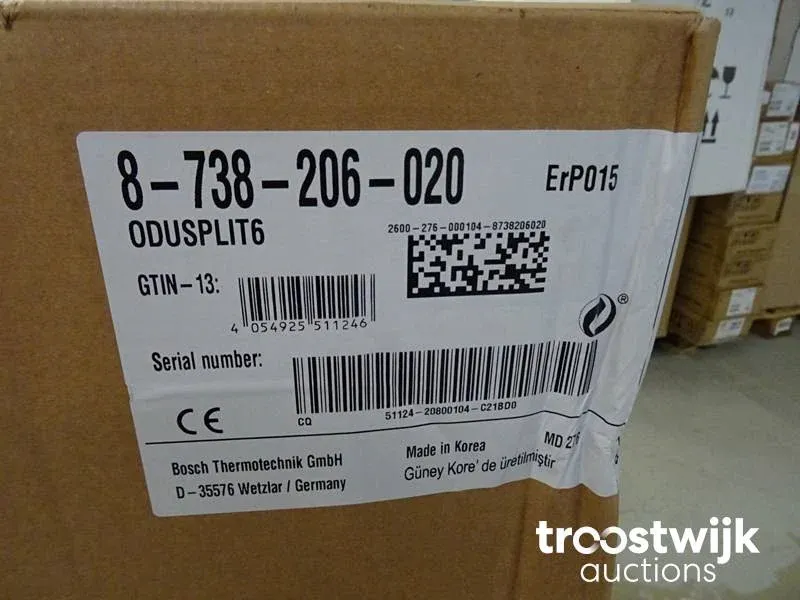 8-738-206-020
ErP015
ODUSPLIT6
2600-276-000104-8738206020
GTIN-13:
4 054925 511246
Serial number:
CQ 51124-20800104-C21BD0
CE
Bosch Thermotechnik GmbH
D-35576 Wetzlar / Germany
Made in Korea
Güney Kore' de üretilmiştir
MD
®
troostwijk
auctions